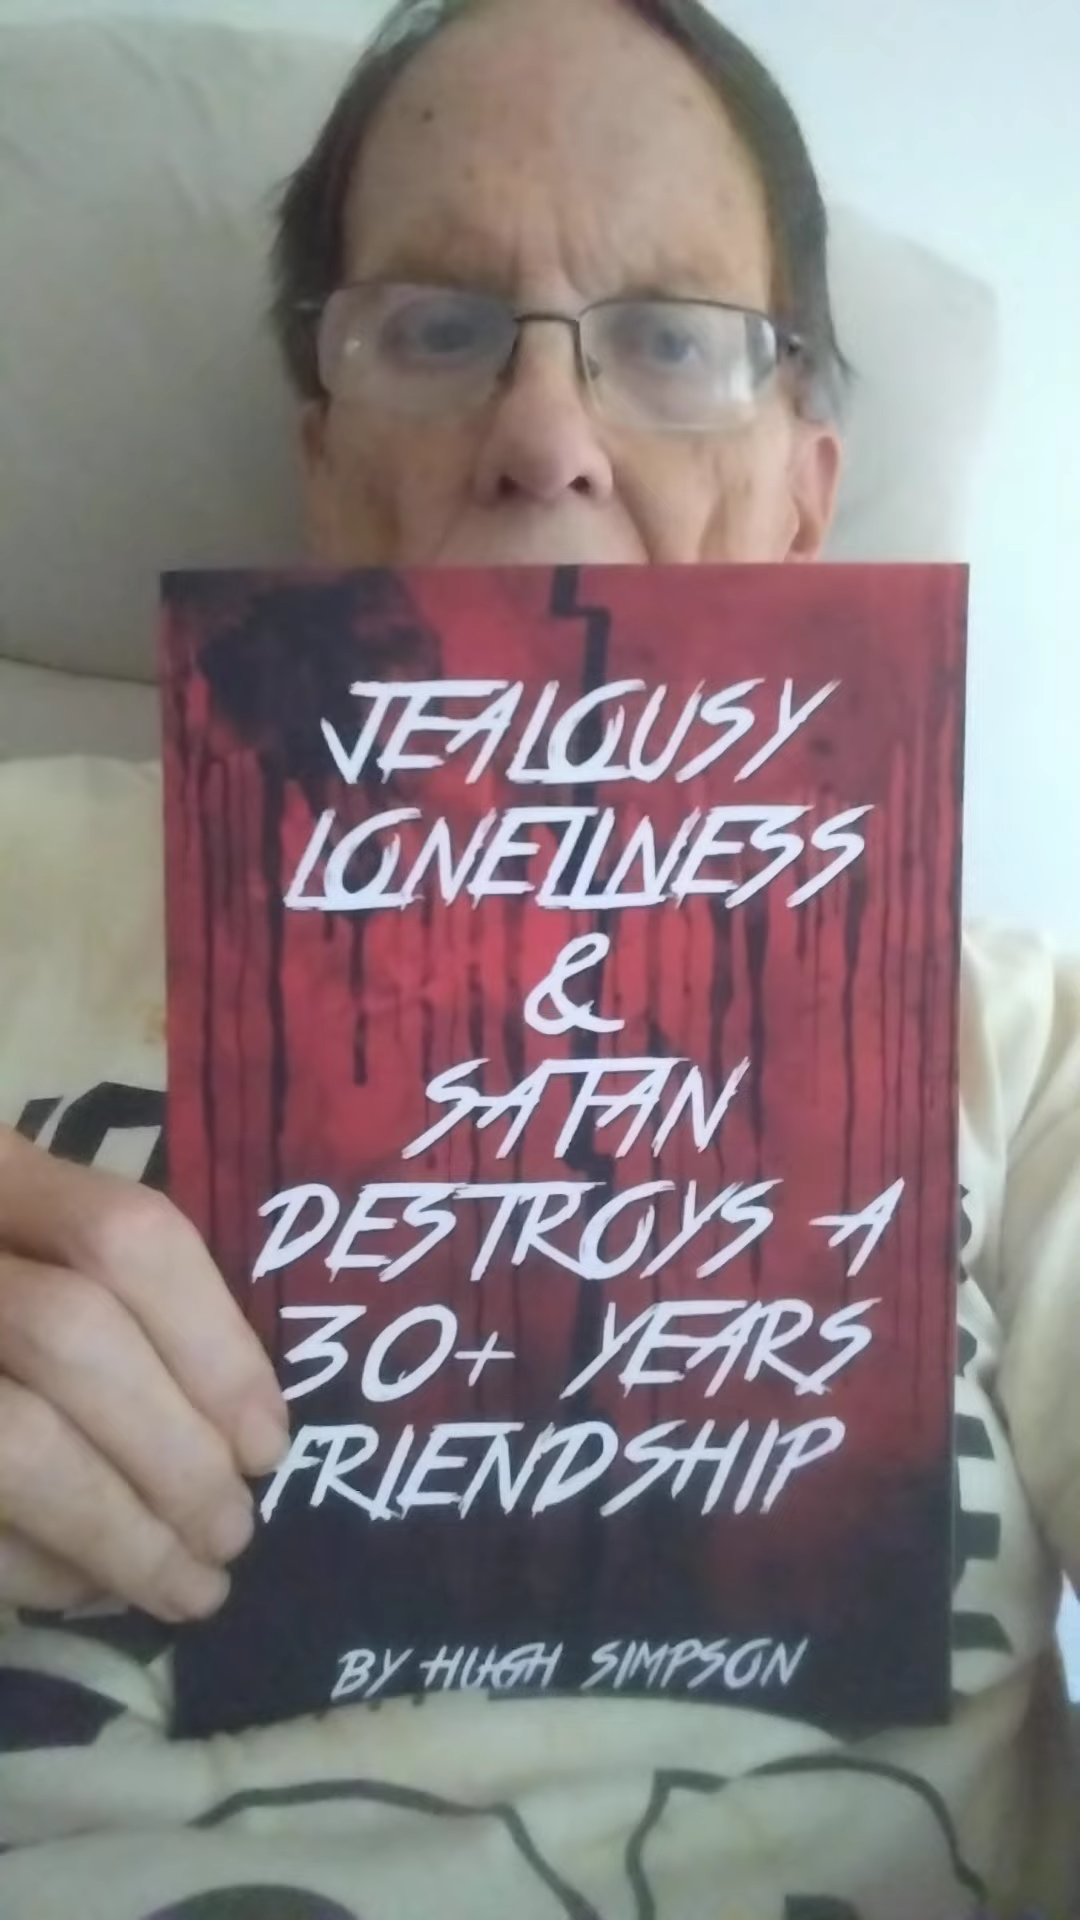 JEALOUSY
LONELINESS
&
SATAN
DESTROYS A
30+ YEARS
FRIENDSHIP
BY HUGH SIMPSON